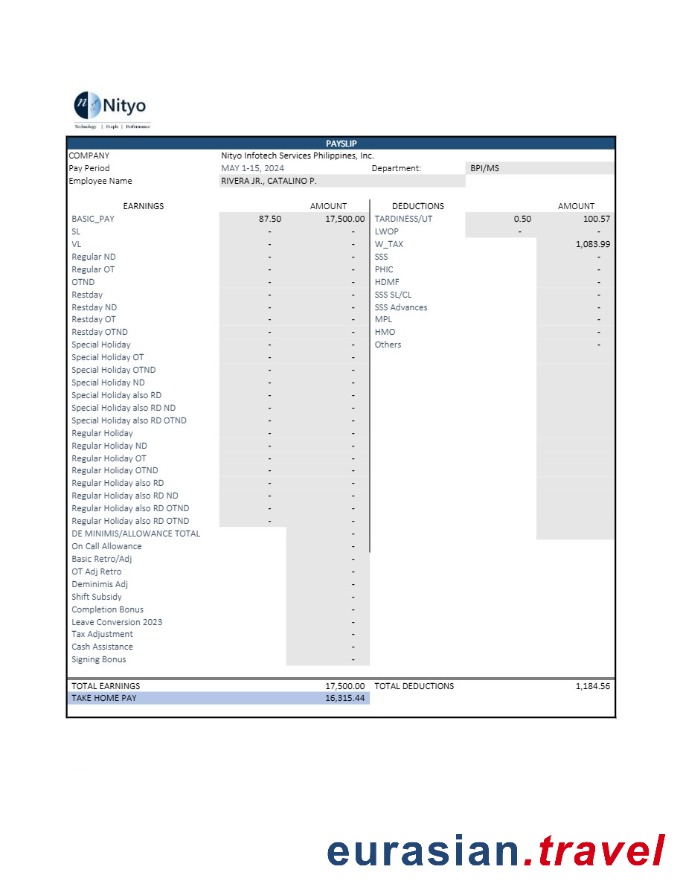 n Nityo
Technology | People | Performance
PAYSLIP
COMPANY Nityo Infotech Services Philippines, Inc.
Pay Period MAY 1-15, 2024 Department: BPI/MS
Employee Name RIVERA JR., CATALINO P.
EARNINGS AMOUNT DEDUCTIONS AMOUNT
BASIC_PAY 87.50 17,500.00 TARDINESS/UT 0.50 100.57
SL - - LWOP - -
VL - - W_TAX 1,083.99
Regular ND - - SSS -
Regular OT - - PHIC -
OTND - - HDMF -
Restday - - SSS SL/CL -
Restday ND - - SSS Advances -
Restday OT - - MPL -
Restday OTND - - HMO -
Special Holiday - - Others -
Special Holiday OT - -
Special Holiday OTND - -
Special Holiday ND - -
Special Holiday also RD - -
Special Holiday also RD ND - -
Special Holiday also RD OTND - -
Regular Holiday - -
Regular Holiday ND - -
Regular Holiday OT - -
Regular Holiday OTND - -
Regular Holiday also RD - -
Regular Holiday also RD ND - -
Regular Holiday also RD OTND - -
Regular Holiday also RD OTND - -
DE MINIMIS/ALLOWANCE TOTAL -
On Call Allowance -
Basic Retro/Adj -
OT Adj Retro -
Deminimis Adj -
Shift Subsidy -
Completion Bonus -
Leave Conversion 2023 -
Tax Adjustment -
Cash Assistance -
Signing Bonus -
TOTAL EARNINGS 17,500.00 TOTAL DEDUCTIONS 1,184.56
TAKE HOME PAY 16,315.44
eurasian.travel